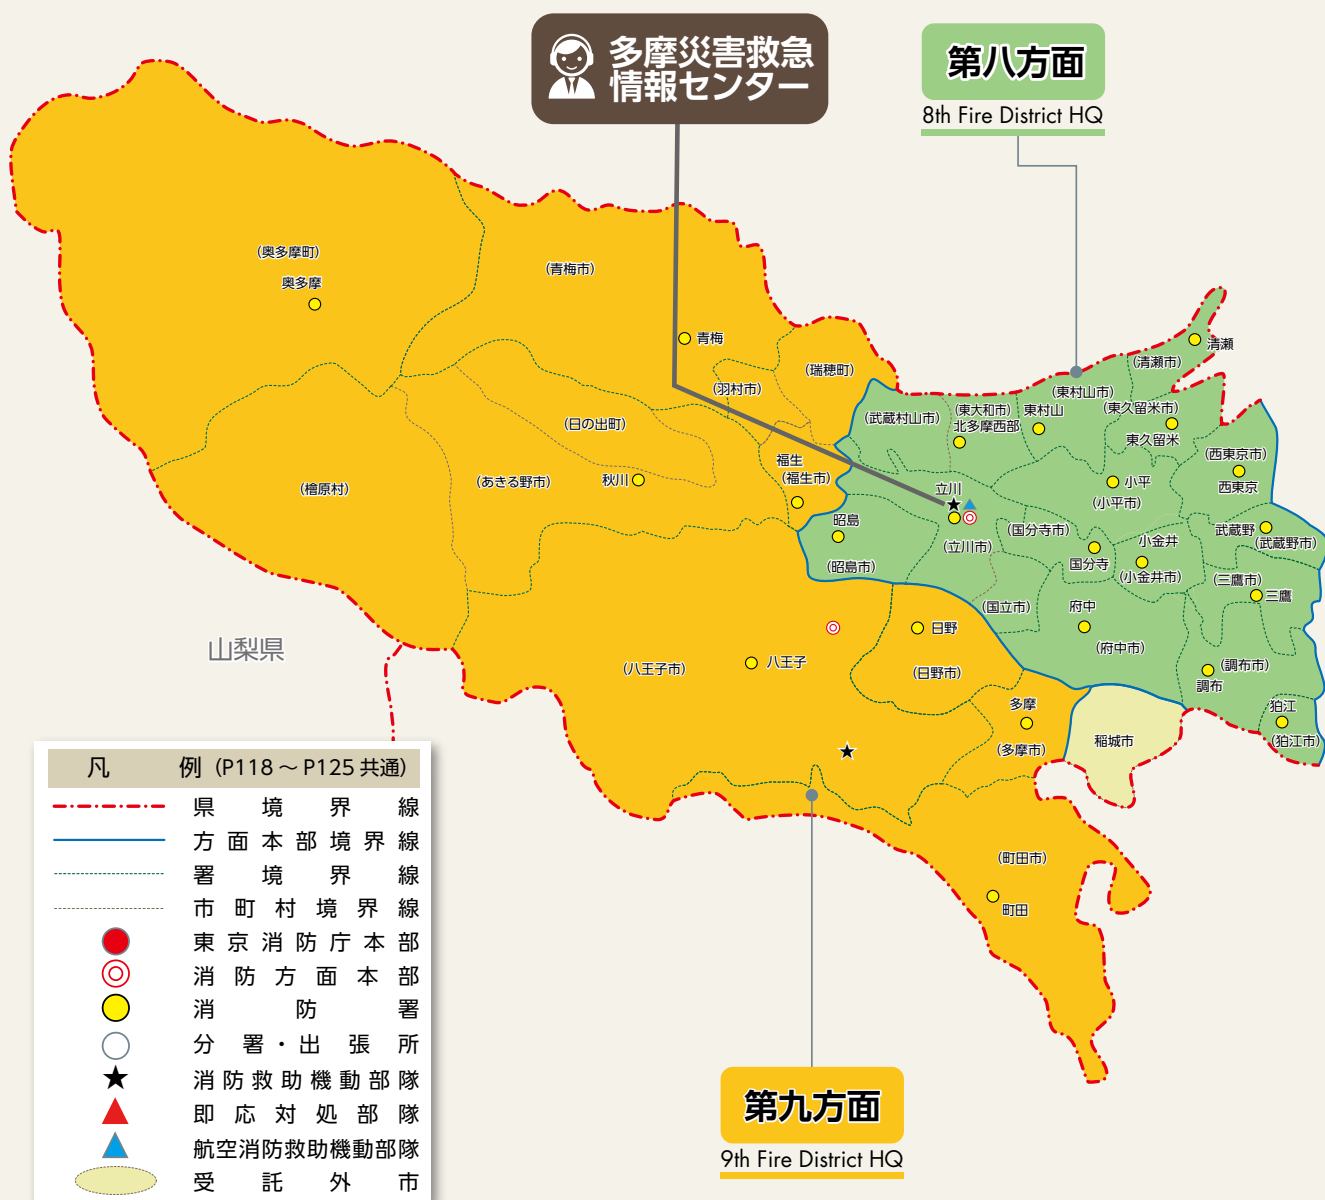 多摩災害救急
情報センター
第八方面
8th Fire District HQ
(奥多摩町)
奥多摩
(青梅市)
青梅
(羽村市)
(瑞穂町)
(日の出町)
(檜原村)
(あきる野市)
秋川
福生
(福生市)
(武蔵村山市)
(東大和市)
北多摩西部
東村山
(東村山市)
(清瀬市)
清瀬
(東久留米市)
東久留米
(西東京市)
西東京
小平
(小平市)
立川
(立川市)
昭島
(昭島市)
(国分寺市)
国分寺
小金井
(小金井市)
武蔵野
(武蔵野市)
(三鷹市)
三鷹
(国立市)
府中
(府中市)
(調布市)
調布
狛江
(狛江市)
山梨県
(八王子市)
八王子
日野
(日野市)
多摩
(多摩市)
稲城市
(町田市)
町田
第九方面
9th Fire District HQ
凡例(P118～P125 共通)
県境界線
方面本部境界線
署境界線
市町村境界線
東京消防庁本部
消防方面本部
消防署
分署・出張所
消防救助機動部隊
即応対処部隊
航空消防救助機動部隊
受託外市